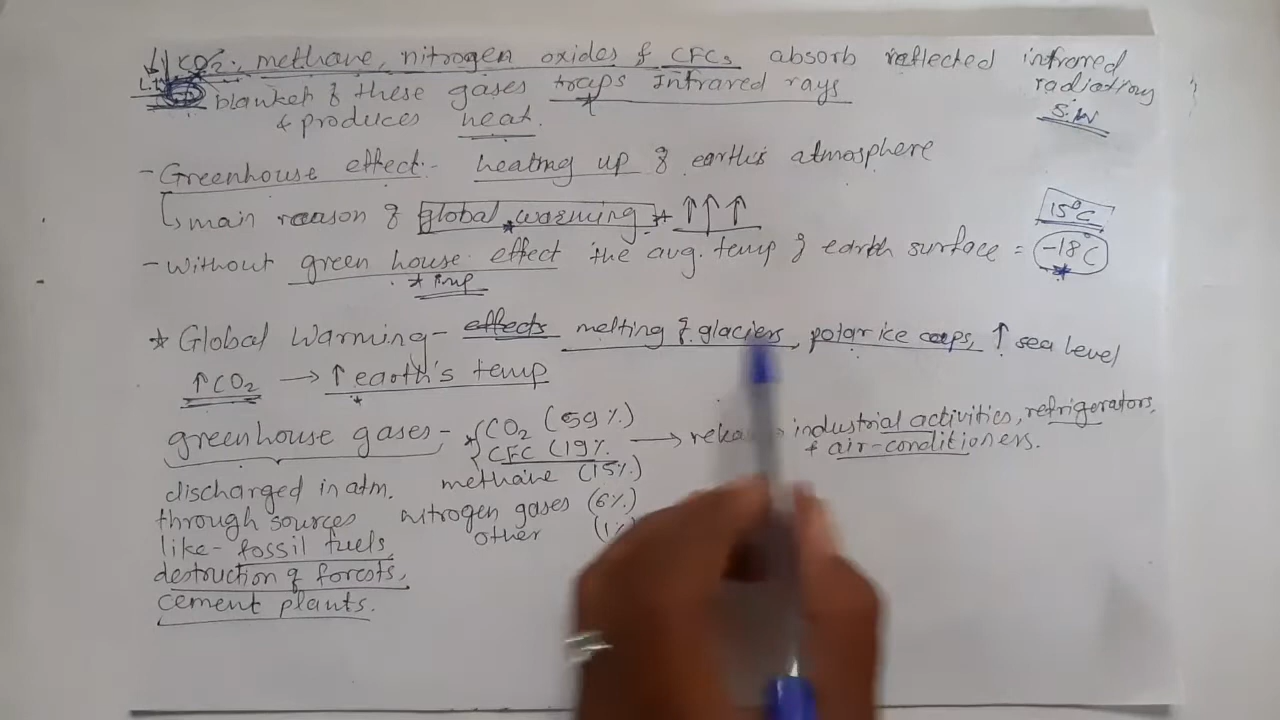 CO2, methane, nitrogen oxides & CFCs absorb reflected infrared radiations
S.W
L.W
blanket of these gases traps Infrared rays
& produces heat.
- Greenhouse effect - heating up of earth's atmosphere
main reason of global warming * ↑↑↑
15°C
- Without green house effect the avg. temp of earth surface = -18°C
* Imp
* Global Warming - effects melting of glaciers, polar ice caps, ↑ sea level
↑ CO2 → ↑ earth's temp
*
greenhouse gases - * { CO2 (59%)
CFC (19%. → industrial activities, refrigerators,
& air-conditioners.
discharged in atm. methane (15%.)
through sources nitrogen gases (6%.)
like - fossil fuels, other (1%
destruction of forests,
cement plants.